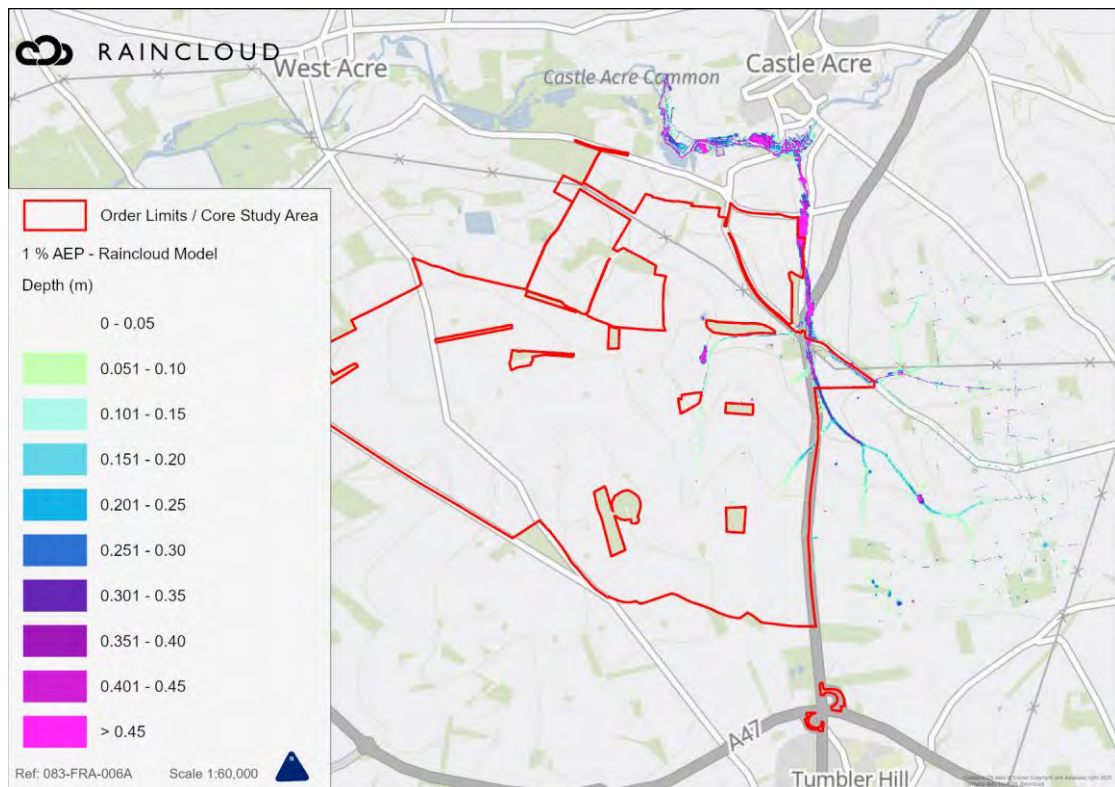 RAINCLOUD
West Acre
Castle Acre Common
Castle Acre
Order Limits / Core Study Area
1 % AEP - Raincloud Model
Depth (m)
0 - 0.05
0.051 - 0.10
0.101 - 0.15
0.151 - 0.20
0.201 - 0.25
0.251 - 0.30
0.301 - 0.35
0.351 - 0.40
0.401 - 0.45
> 0.45
Ref: 083-FRA-006A
Scale 1:60,000
N
A47
Tumbler Hill